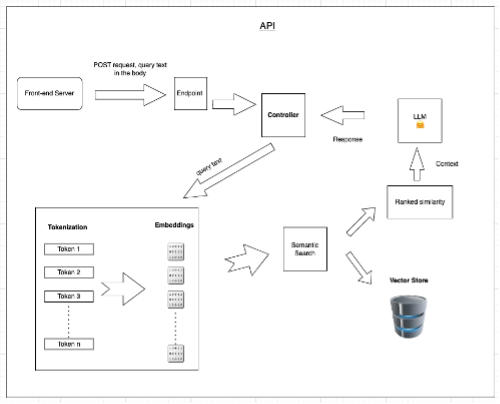 API
POST request, query text
in the body
Front-end Server
Endpoint
Controller
LLM
Response
Context
query text
Ranked similarity
Tokenization
Embeddings
Token 1
Token 2
Token 3
Token n
Semantic
Search
Vector Store